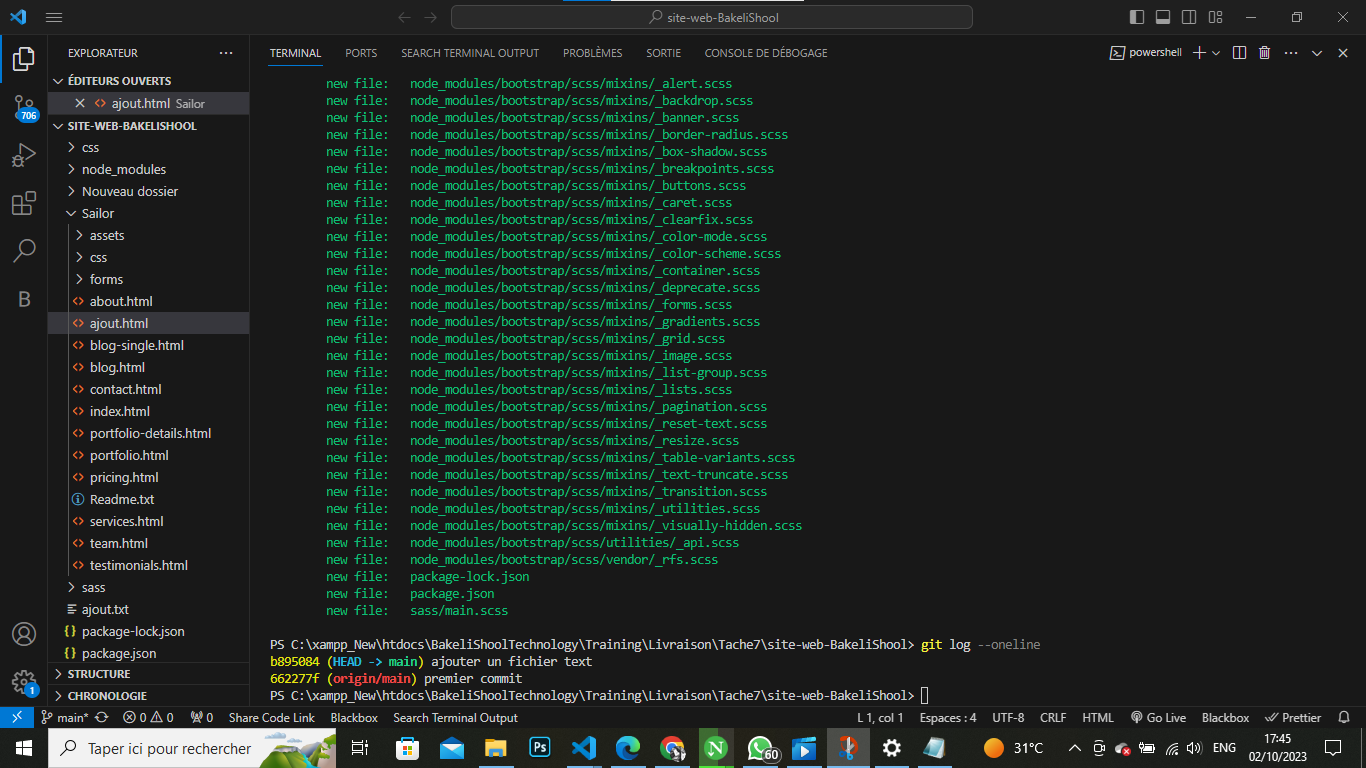 site-web-BakeliShool
EXPLORATEUR
ÉDITEURS OUVERTS
ajout.html Sailor
706
SITE-WEB-BAKELISHOOL
css
node_modules
Nouveau dossier
Sailor
assets
css
forms
about.html
ajout.html
blog-single.html
blog.html
contact.html
index.html
portfolio-details.html
portfolio.html
pricing.html
Readme.txt
services.html
team.html
testimonials.html
sass
ajout.txt
package-lock.json
package.json
STRUCTURE
CHRONOLOGIE
B
1
TERMINAL PORTS SEARCH TERMINAL OUTPUT PROBLÈMES SORTIE CONSOLE DE DÉBOGAGE powershell
new file: node_modules/bootstrap/scss/mixins/_alert.scss
new file: node_modules/bootstrap/scss/mixins/_backdrop.scss
new file: node_modules/bootstrap/scss/mixins/_banner.scss
new file: node_modules/bootstrap/scss/mixins/_border-radius.scss
new file: node_modules/bootstrap/scss/mixins/_box-shadow.scss
new file: node_modules/bootstrap/scss/mixins/_breakpoints.scss
new file: node_modules/bootstrap/scss/mixins/_buttons.scss
new file: node_modules/bootstrap/scss/mixins/_caret.scss
new file: node_modules/bootstrap/scss/mixins/_clearfix.scss
new file: node_modules/bootstrap/scss/mixins/_color-mode.scss
new file: node_modules/bootstrap/scss/mixins/_color-scheme.scss
new file: node_modules/bootstrap/scss/mixins/_container.scss
new file: node_modules/bootstrap/scss/mixins/_deprecate.scss
new file: node_modules/bootstrap/scss/mixins/_forms.scss
new file: node_modules/bootstrap/scss/mixins/_gradients.scss
new file: node_modules/bootstrap/scss/mixins/_grid.scss
new file: node_modules/bootstrap/scss/mixins/_image.scss
new file: node_modules/bootstrap/scss/mixins/_list-group.scss
new file: node_modules/bootstrap/scss/mixins/_lists.scss
new file: node_modules/bootstrap/scss/mixins/_pagination.scss
new file: node_modules/bootstrap/scss/mixins/_reset-text.scss
new file: node_modules/bootstrap/scss/mixins/_resize.scss
new file: node_modules/bootstrap/scss/mixins/_table-variants.scss
new file: node_modules/bootstrap/scss/mixins/_text-truncate.scss
new file: node_modules/bootstrap/scss/mixins/_transition.scss
new file: node_modules/bootstrap/scss/mixins/_utilities.scss
new file: node_modules/bootstrap/scss/mixins/_visually-hidden.scss
new file: node_modules/bootstrap/scss/utilities/_api.scss
new file: node_modules/bootstrap/scss/vendor/_rfs.scss
new file: package-lock.json
new file: package.json
new file: sass/main.scss
PS C:\xampp_New\htdocs\BakeliShoolTechnology\Training\Livraison\Tache7\site-web-BakeliShool> git log --oneline
b895084 (HEAD -> main) ajouter un fichier text
662277f (origin/main) premier commit
PS C:\xampp_New\htdocs\BakeliShoolTechnology\Training\Livraison\Tache7\site-web-BakeliShool>
main* 0 0 0 Share Code Link Blackbox Search Terminal Output L 1, col 1 Espaces : 4 UTF-8 CRLF HTML Go Live Blackbox Prettier
Taper ici pour rechercher Ps N 60 31°C ENG 17:45
02/10/2023